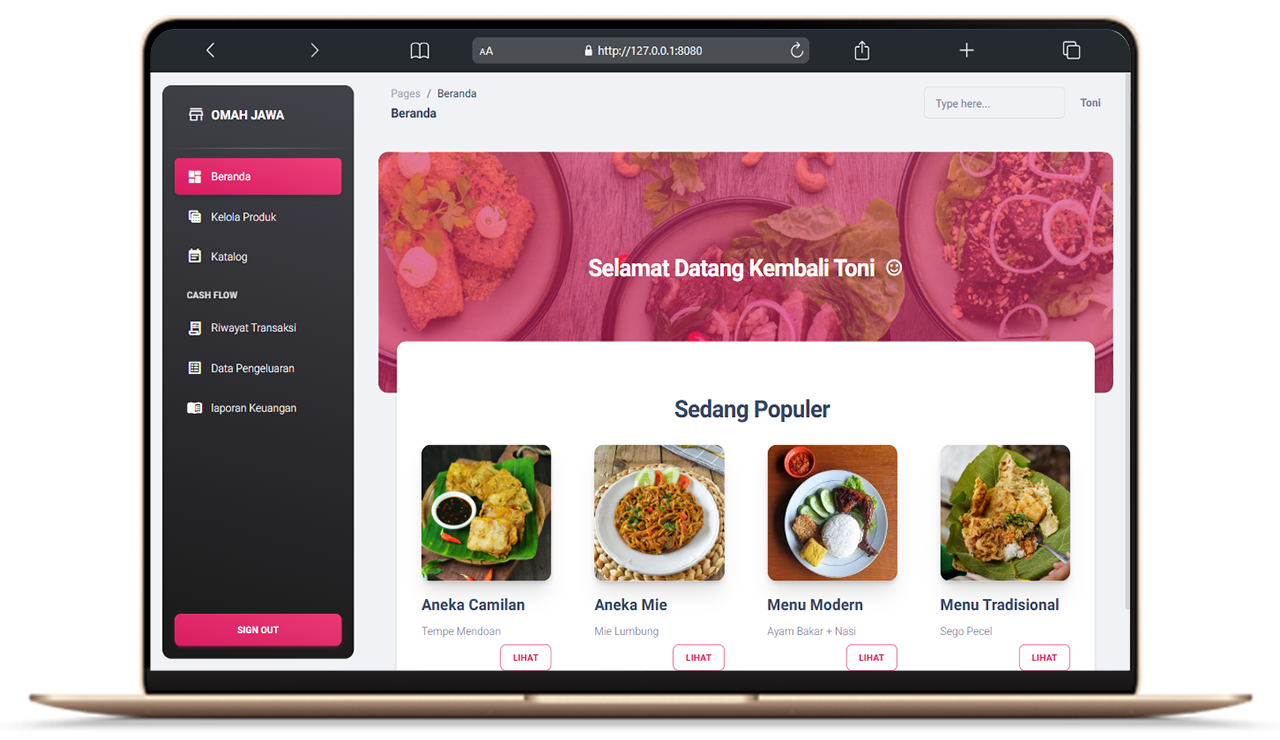 AA http://127.0.0.1:8080
OMAH JAWA
Beranda
Kelola Produk
Katalog
CASH FLOW
Riwayat Transaksi
Data Pengeluaran
laporan Keuangan
SIGN OUT
Pages / Beranda
Beranda
Type here...
Toni
Selamat Datang Kembali Toni
Sedang Populer
Aneka Camilan
Tempe Mendoan
LIHAT
Aneka Mie
Mie Lumbung
LIHAT
Menu Modern
Ayam Bakar + Nasi
LIHAT
Menu Tradisional
Sego Pecel
LIHAT